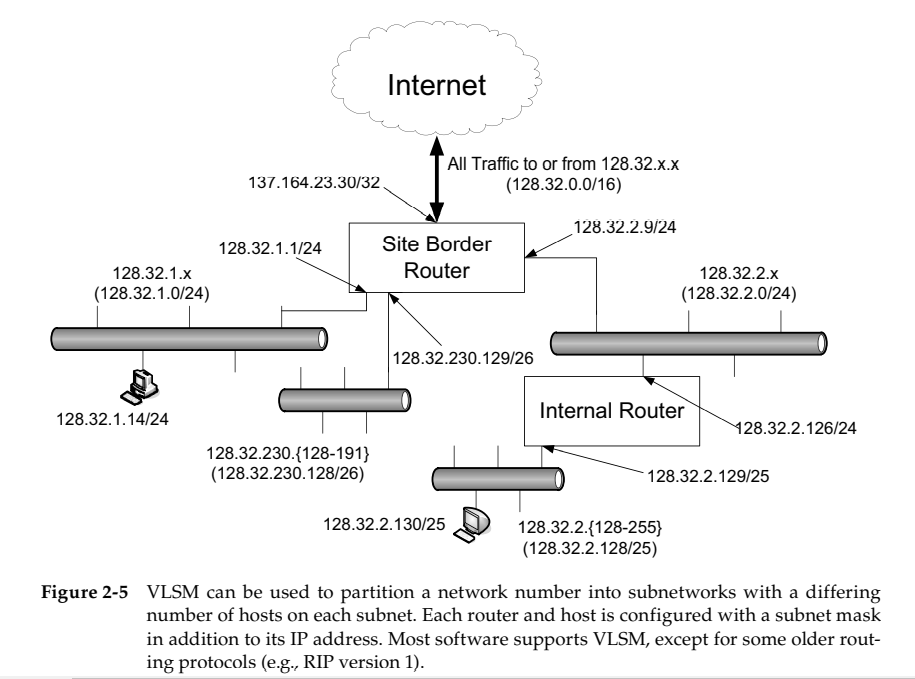 Internet
All Traffic to or from 128.32.x.x
(128.32.0.0/16)
137.164.23.30/32
128.32.2.9/24
Site Border
Router
128.32.1.1/24
128.32.1.x
(128.32.1.0/24)
128.32.2.x
(128.32.2.0/24)
128.32.230.129/26
128.32.1.14/24
Internal Router
128.32.2.126/24
128.32.230.{128-191}
(128.32.230.128/26)
128.32.2.129/25
128.32.2.130/25
128.32.2.{128-255}
(128.32.2.128/25)
Figure 2-5 VLSM can be used to partition a network number into subnetworks with a differing
number of hosts on each subnet. Each router and host is configured with a subnet mask
in addition to its IP address. Most software supports VLSM, except for some older rout-
ing protocols (e.g., RIP version 1).